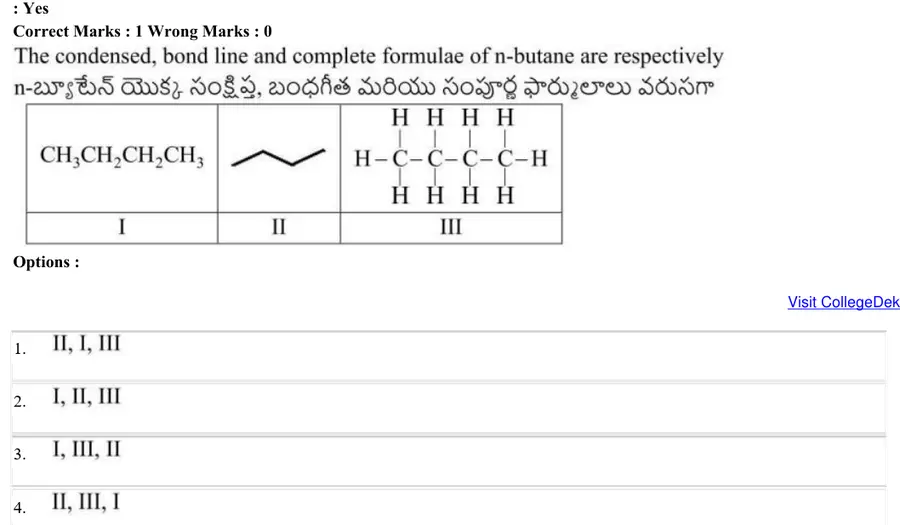 : Yes
Correct Marks : 1 Wrong Marks : 0
The condensed, bond line and complete formulae of n-butane are respectively
n-బ్యూటేన్ యొక్క సంక్షిప్త, బంధగీత మరియు సంపూర్ణ ఫార్ములాలు వరుసగా
H H H H
CH₃CH₂CH₂CH₃ H–C–C–C–C–H
H H H H
I II III
Options :
Visit CollegeDek
1. II, I, III
2. I, II, III
3. I, III, II
4. II, III, I